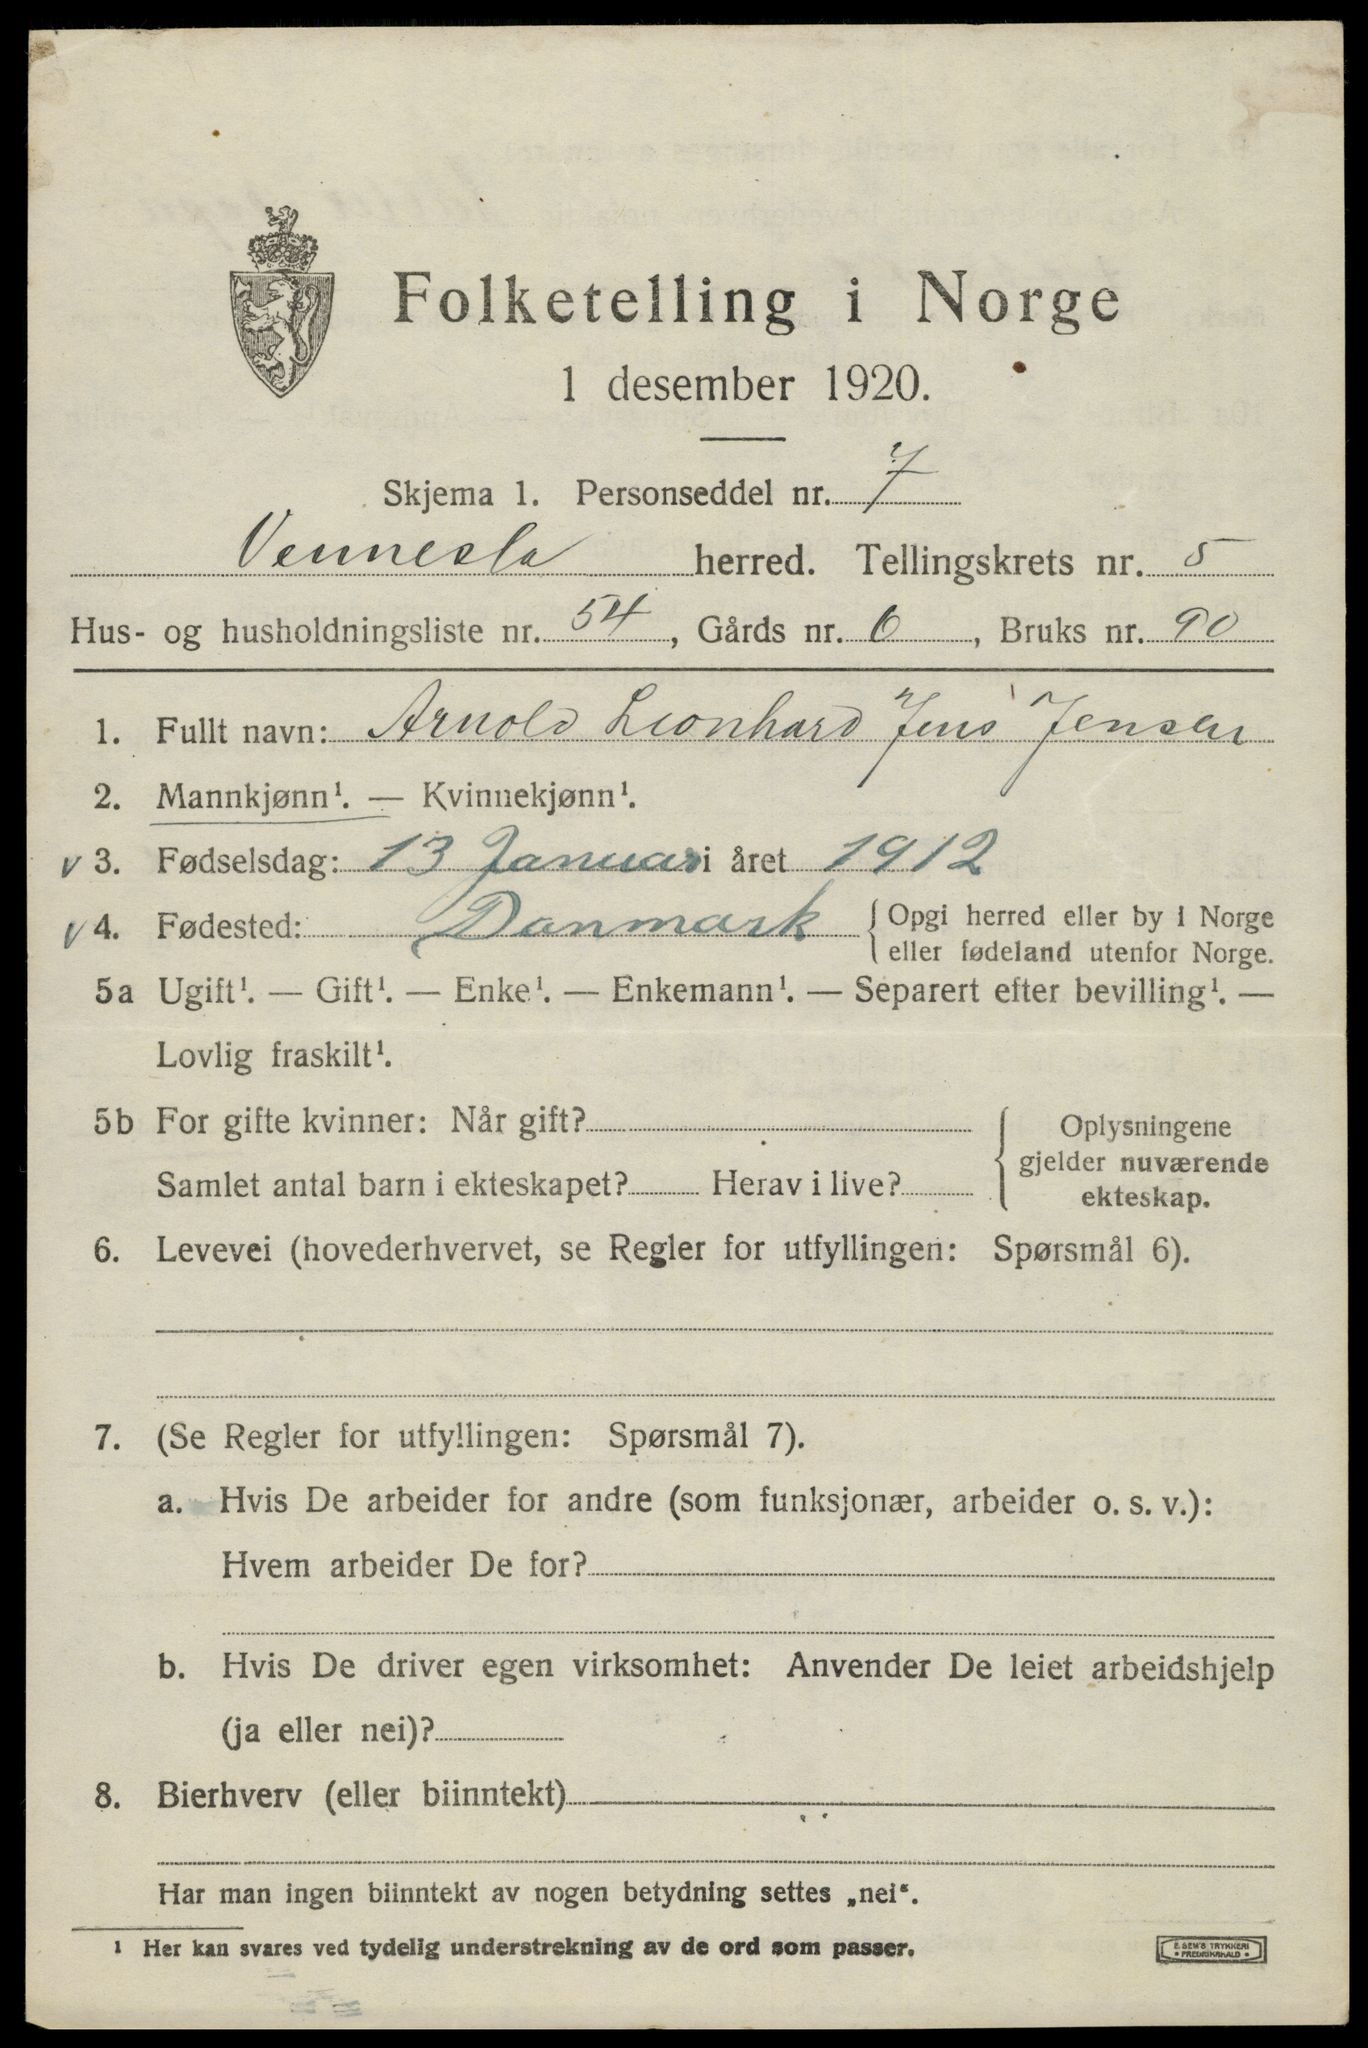 Folketelling i Norge
1 desember 1920.
Skjema 1. Personseddel nr. 7
Vennesla herred. Tellingskrets nr. 5
Hus- og husholdningsliste nr. 54, Gårds nr. 6, Bruks nr. 90
1. Fullt navn: Arnold Leonhard Jens Jensen
2. Mannkjønn¹. — Kvinnekjønn¹.
v 3. Fødselsdag: 13 Januar i året 1912
v 4. Fødested: Danmark { Opgi herred eller by i Norge
eller fødeland utenfor Norge.
5a Ugift¹. — Gift¹. — Enke¹. — Enkemann¹. — Separert efter bevilling¹. —
Lovlig fraskilt¹.
5b For gifte kvinner: Når gift?
Samlet antal barn i ekteskapet? Herav i live?
{ Oplysningene
gjelder nuværende
ekteskap.
6. Levevei (hovederhvervet, se Regler for utfyllingen: Spørsmål 6).
7. (Se Regler for utfyllingen: Spørsmål 7).
a. Hvis De arbeider for andre (som funksjonær, arbeider o. s. v.):
Hvem arbeider De for?
b. Hvis De driver egen virksomhet: Anvender De leiet arbeidshjelp
(ja eller nei)?
8. Bierhverv (eller biinntekt)
Har man ingen biinntekt av nogen betydning settes „nei“.
¹ Her kan svares ved tydelig understrekning av de ord som passer.
E. SEM'S TRYKKERI
• FREDRIKSHALD •